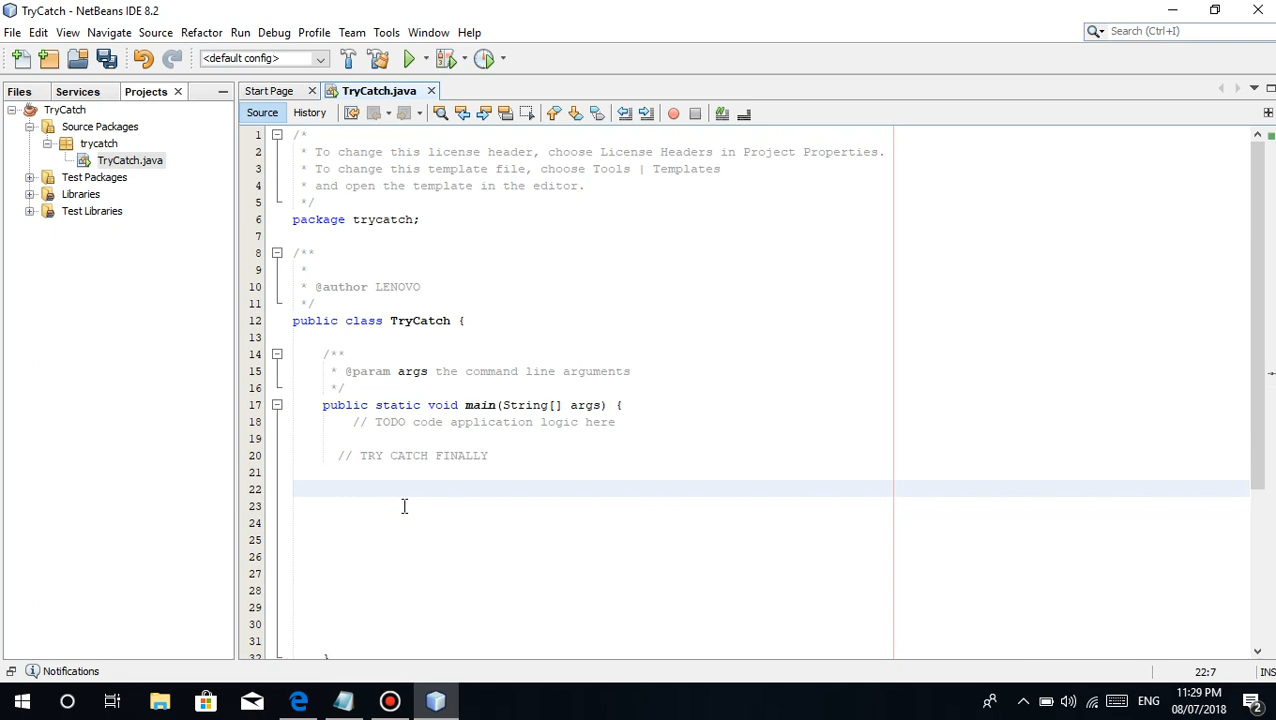 TryCatch - NetBeans IDE 8.2
File Edit View Navigate Source Refactor Run Debug Profile Team Tools Window Help
Search (Ctrl+I)
<default config>
Files Services Projects
Start Page TryCatch.java
Source History
TryCatch
Source Packages
trycatch
TryCatch.java
Test Packages
Libraries
Test Libraries
1 /*
2 * To change this license header, choose License Headers in Project Properties.
3 * To change this template file, choose Tools | Templates
4 * and open the template in the editor.
5 */
6 package trycatch;
7
8 /**
9 *
10 * @author LENOVO
11 */
12 public class TryCatch {
13
14 /**
15 * @param args the command line arguments
16 */
17 public static void main(String[] args) {
18 // TODO code application logic here
19
20 // TRY CATCH FINALLY
21
22
23
24
25
26
27
28
29
30
31
32 }
Notifications
22:7 INS
ENG
11:29 PM
08/07/2018
2